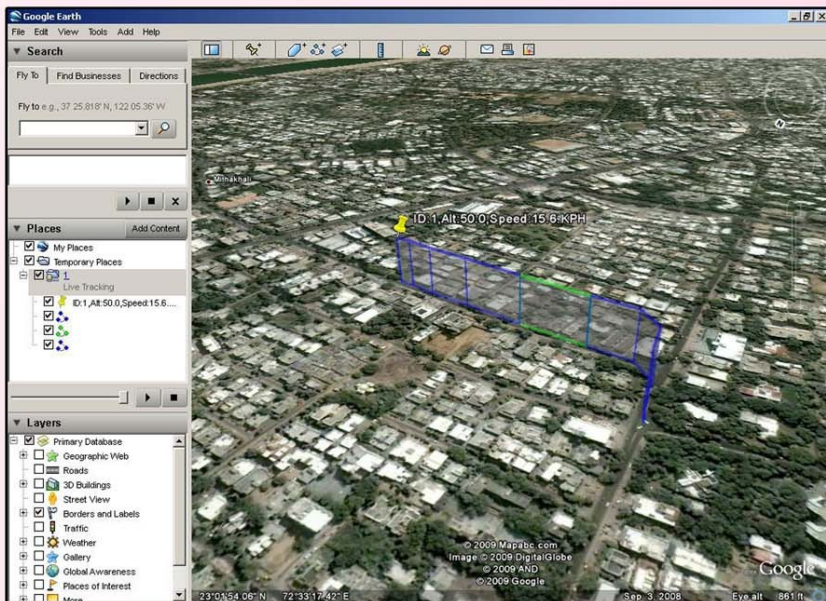 Google Earth
File Edit View Tools Add Help
Search
Fly To Find Businesses Directions
Fly to e.g., 37 25.818' N, 122 05.36' W
Places Add Content
My Places
Temporary Places
1
Live Tracking
ID:1,Alt:50.0,Speed:15.6....
Layers
Primary Database
Geographic Web
Roads
3D Buildings
Street View
Borders and Labels
Traffic
Weather
Gallery
Global Awareness
Places of Interest
More
Mithakhali
ID:1,Alt:50.0,Speed:15.6 KPH
N
© 2009 Mapabc.com
Image © 2009 DigitalGlobe
© 2009 AND
© 2009 Google
Google
23°01'54.06" N 72°33'17.42" E Sep 3, 2008 Eye alt 861 ft